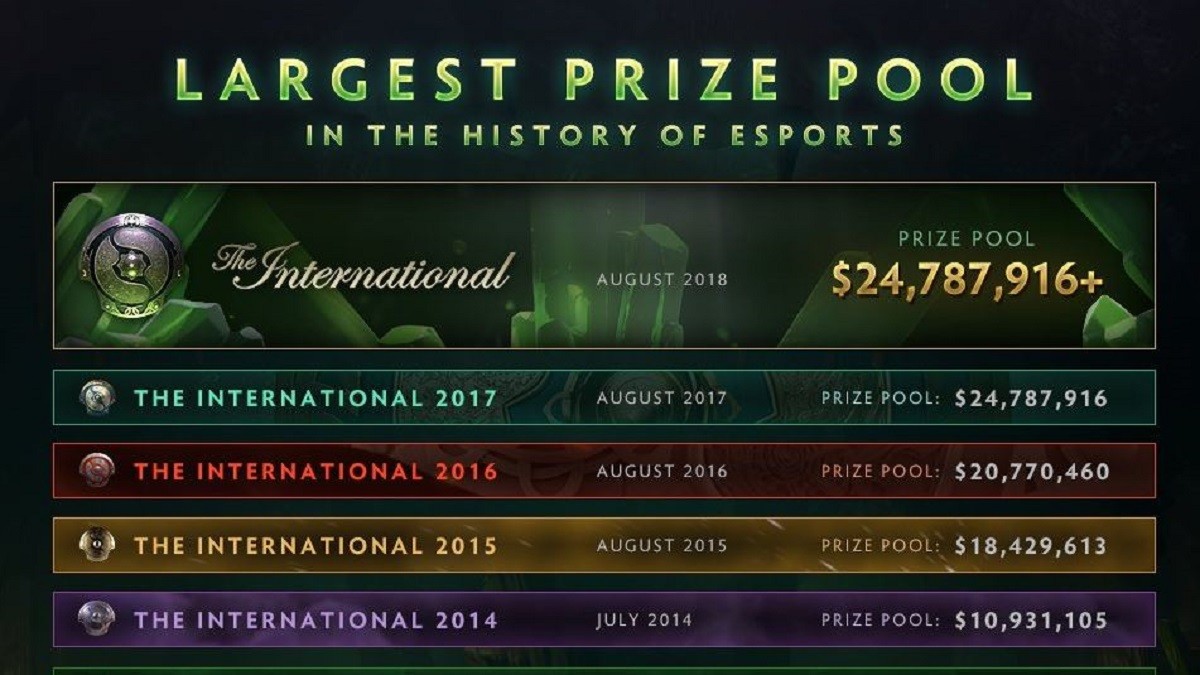 LARGEST PRIZE POOL
IN THE HISTORY OF ESPORTS
The International AUGUST 2018 PRIZE POOL
$24,787,916+
THE INTERNATIONAL 2017 AUGUST 2017 PRIZE POOL: $24,787,916
THE INTERNATIONAL 2016 AUGUST 2016 PRIZE POOL: $20,770,460
THE INTERNATIONAL 2015 AUGUST 2015 PRIZE POOL: $18,429,613
THE INTERNATIONAL 2014 JULY 2014 PRIZE POOL: $10,931,105